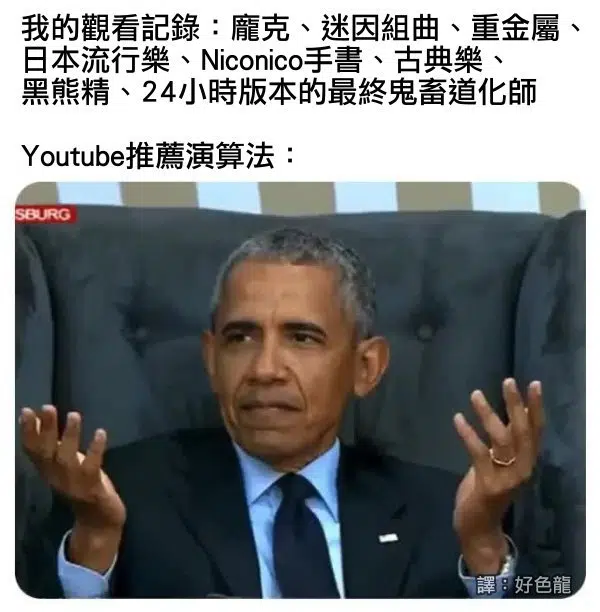 我的觀看記錄：龐克、迷因組曲、重金屬、
日本流行樂、Niconico手書、古典樂、
黑熊精、24小時版本的最終鬼畜道化師
Youtube推薦演算法：
SBURG
譯：好色龍